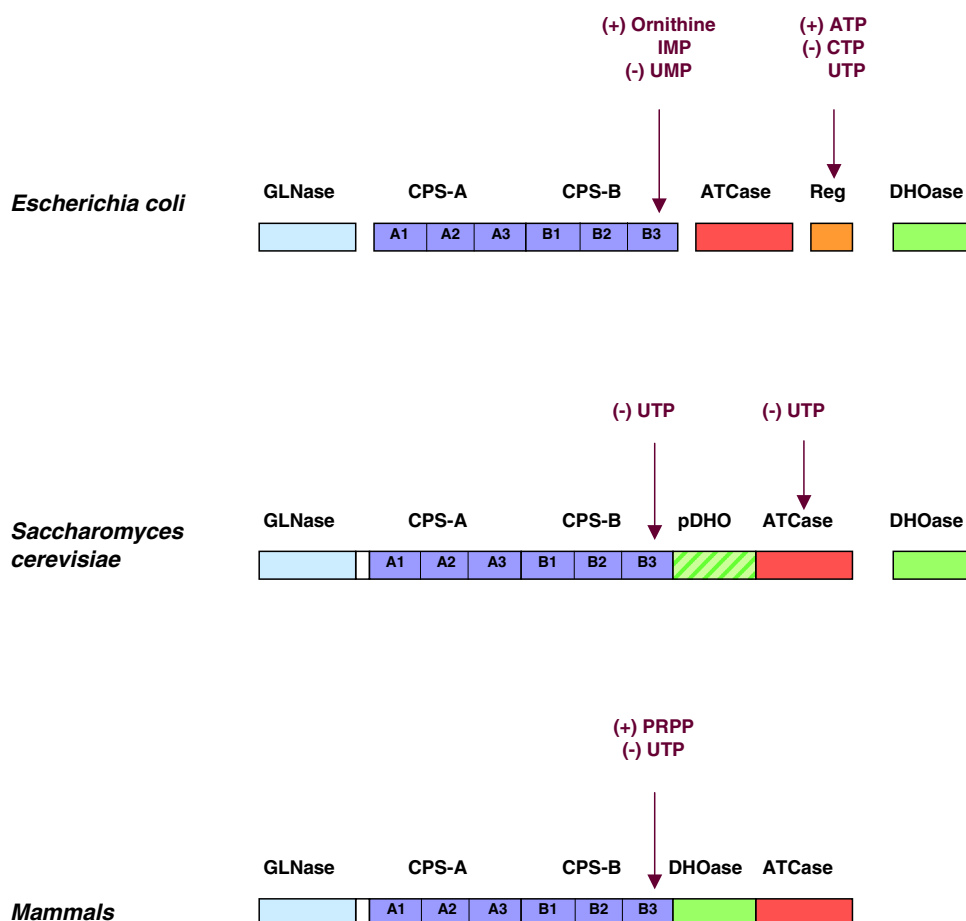 (+) Ornithine (+) ATP
IMP (-) CTP
(-) UMP UTP
Escherichia coli GLNase CPS-A CPS-B ATCase Reg DHOase
A1 A2 A3 B1 B2 B3
(-) UTP (-) UTP
Saccharomyces
cerevisiae
GLNase CPS-A CPS-B pDHO ATCase DHOase
A1 A2 A3 B1 B2 B3
(+) PRPP
(-) UTP
GLNase CPS-A CPS-B DHOase ATCase
Mammals A1 A2 A3 B1 B2 B3